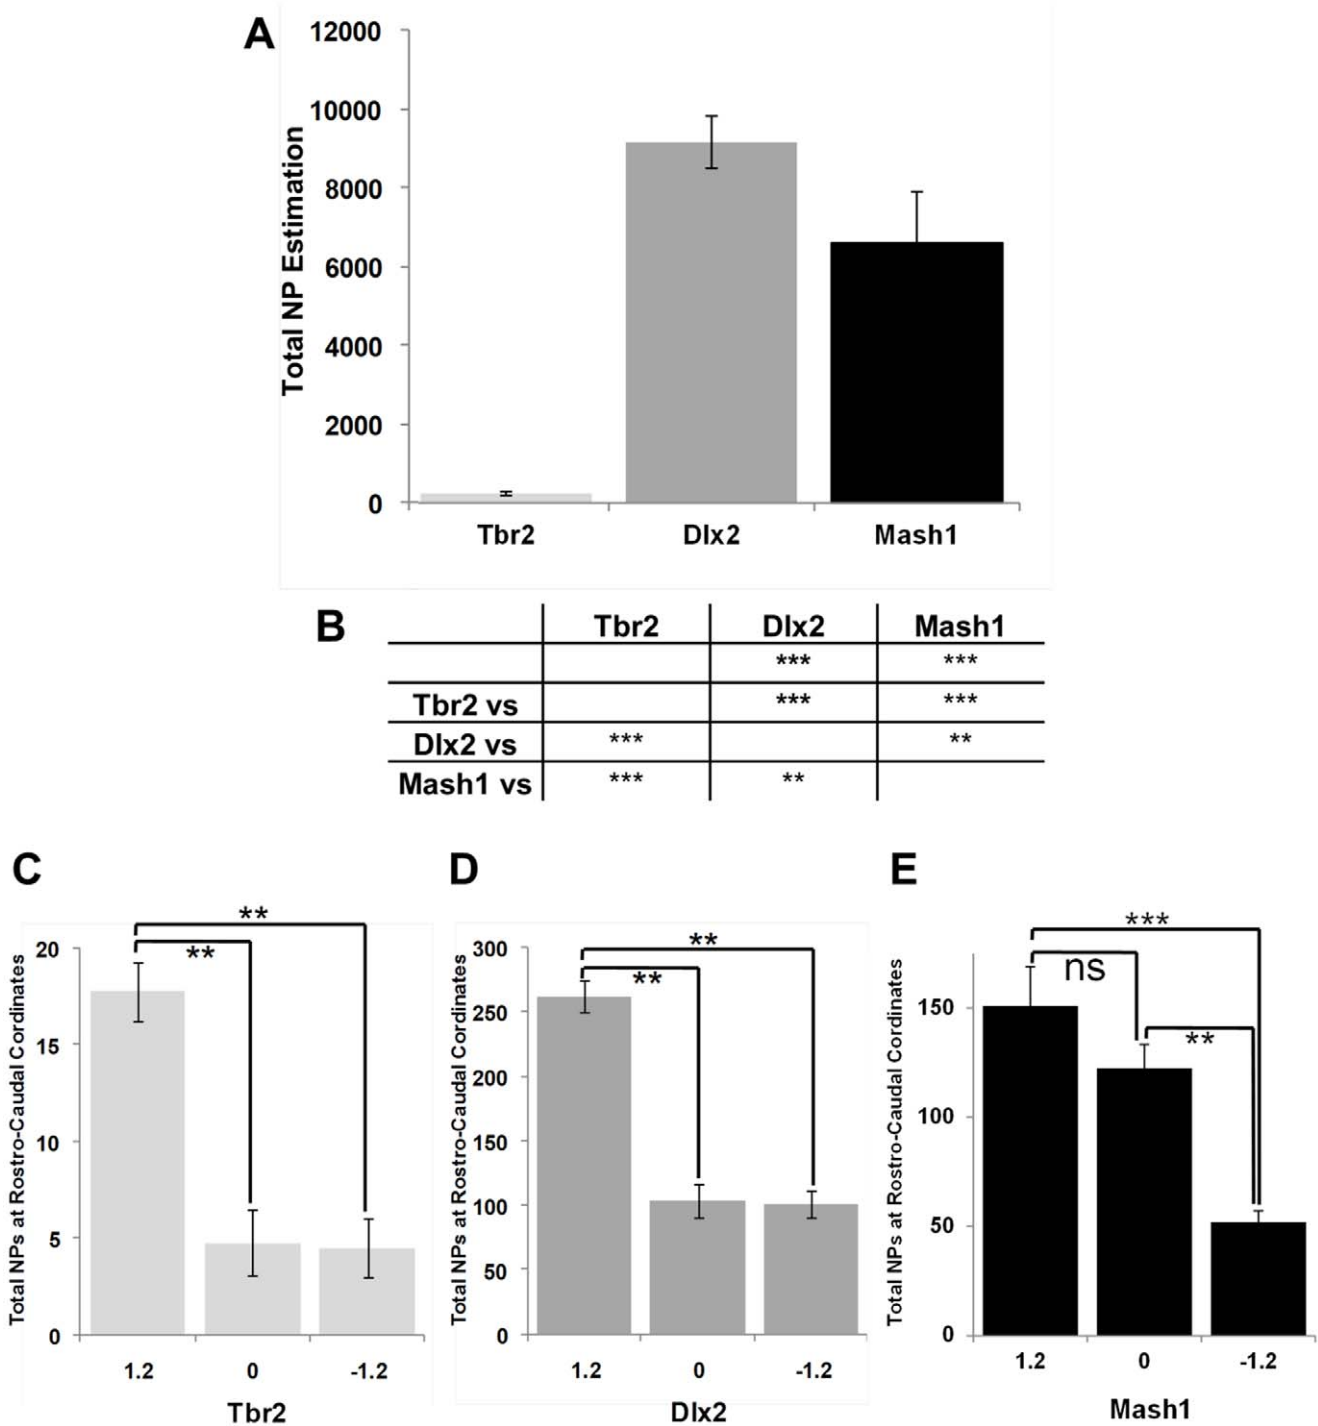 A
Total NP Estimation
12000
10000
8000
6000
4000
2000
0
Tbr2 Dlx2 Mash1
B
Tbr2 Dlx2 Mash1
*** ***
Tbr2 vs *** ***
Dlx2 vs *** **
Mash1 vs *** **
C
Total NPs at Rostro-Caudal Cordinates
20
15
10
5
0
**
**
1.2 0 -1.2
Tbr2
D
Total NPs at Rostro-Caudal Cordinates
300
250
200
150
100
50
0
**
**
1.2 0 -1.2
Dlx2
E
Total NPs at Rostro-Caudal Cordinates
150
100
50
0
***
ns
**
1.2 0 -1.2
Mash1